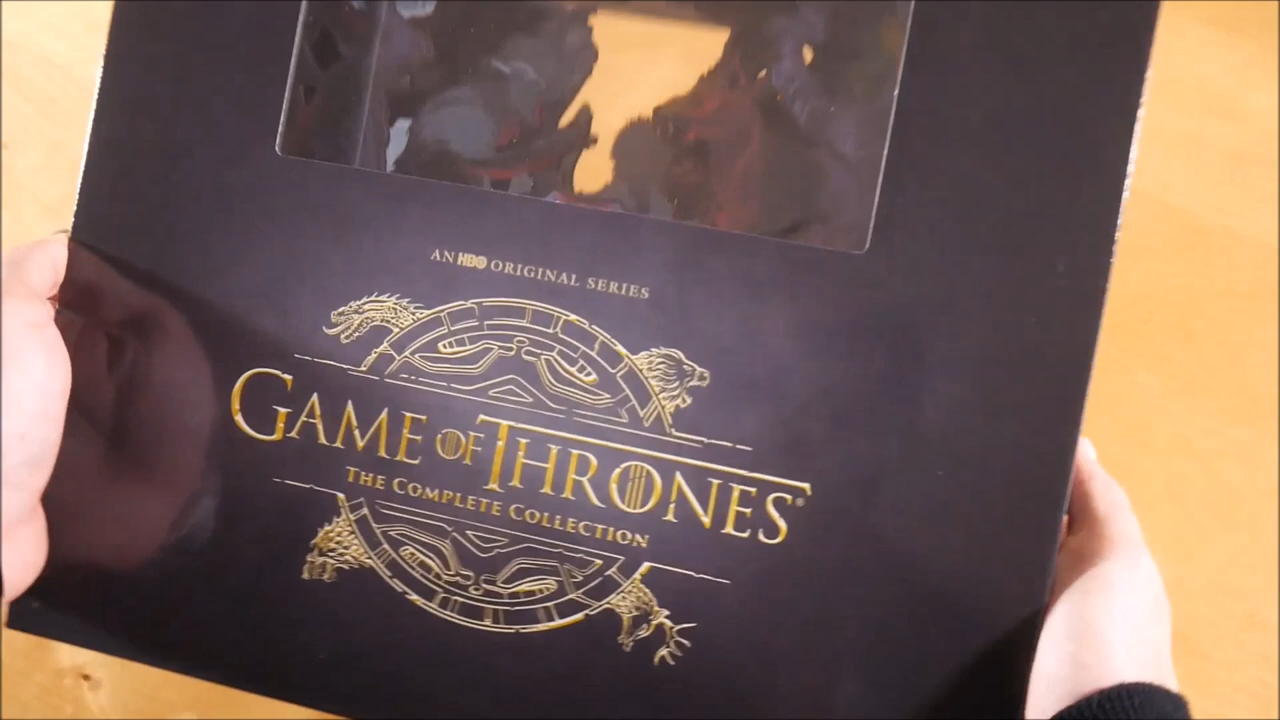 AN HBO ORIGINAL SERIES
GAME OF THRONES®
THE COMPLETE COLLECTION